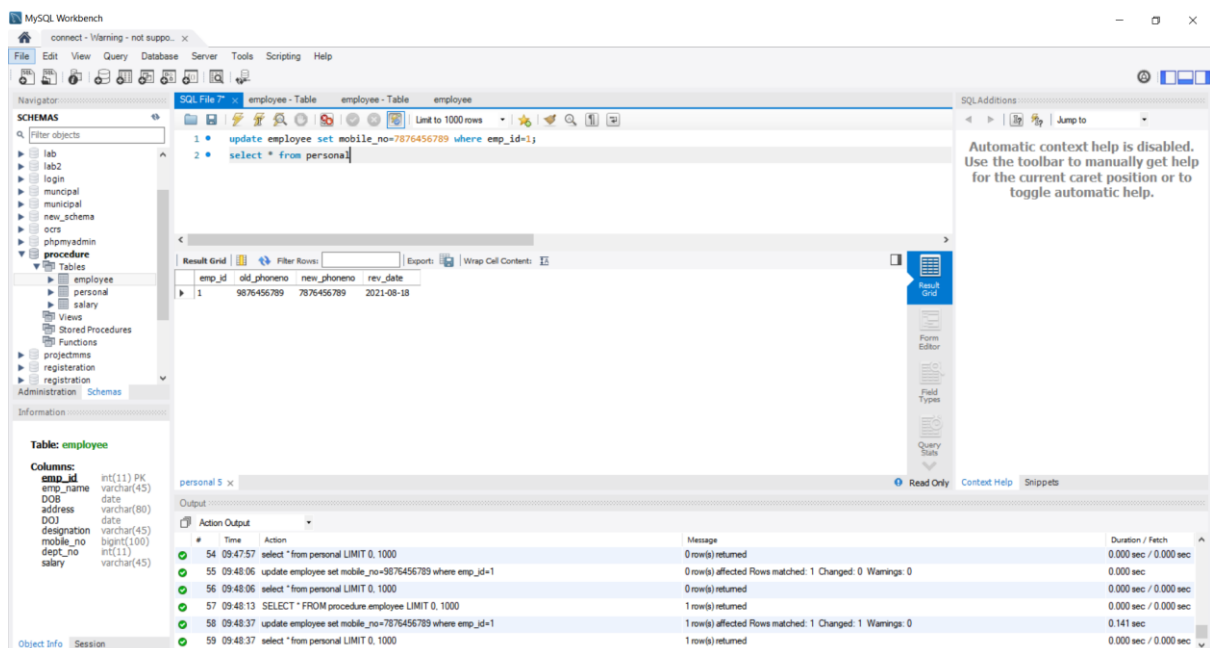 MySQL Workbench
connect - Warning - not suppo.. ×
File Edit View Query Database Server Tools Scripting Help
Navigator
SCHEMAS
Filter objects
lab
lab2
login
muncipal
municipal
new_schema
ocrs
phpmyadmin
procedure
Tables
employee
personal
salary
Views
Stored Procedures
Functions
projectmms
registeration
registration
Administration Schemas
Information
Table: employee
Columns:
emp_id int(11) PK
emp_name varchar(45)
DOB date
address varchar(80)
DOJ date
designation varchar(45)
mobile_no bigint(100)
dept_no int(11)
salary varchar(45)
Object Info Session
SQL File 7* × employee - Table employee - Table employee
Limit to 1000 rows
1 update employee set mobile_no=7876456789 where emp_id=1;
2 select * from personal
Result Grid Filter Rows: Export: Wrap Cell Content:
emp_id old_phoneno new_phoneno rev_date
1 9876456789 7876456789 2021-08-18
Result
Grid
Form
Editor
Field
Types
Query
Stats
personal 5 × Read Only
SQLAdditions
Jump to
Automatic context help is disabled.
Use the toolbar to manually get help
for the current caret position or to
toggle automatic help.
Context Help Snippets
Output
Action Output
# Time Action Message Duration / Fetch
54 09:47:57 select * from personal LIMIT 0, 1000 0 row(s) returned 0.000 sec / 0.000 sec
55 09:48:06 update employee set mobile_no=9876456789 where emp_id=1 0 row(s) affected Rows matched: 1 Changed: 0 Warnings: 0 0.000 sec
56 09:48:06 select * from personal LIMIT 0, 1000 0 row(s) returned 0.000 sec / 0.000 sec
57 09:48:13 SELECT * FROM procedure.employee LIMIT 0, 1000 1 row(s) returned 0.000 sec / 0.000 sec
58 09:48:37 update employee set mobile_no=7876456789 where emp_id=1 1 row(s) affected Rows matched: 1 Changed: 1 Warnings: 0 0.141 sec
59 09:48:37 select * from personal LIMIT 0, 1000 1 row(s) returned 0.000 sec / 0.000 sec